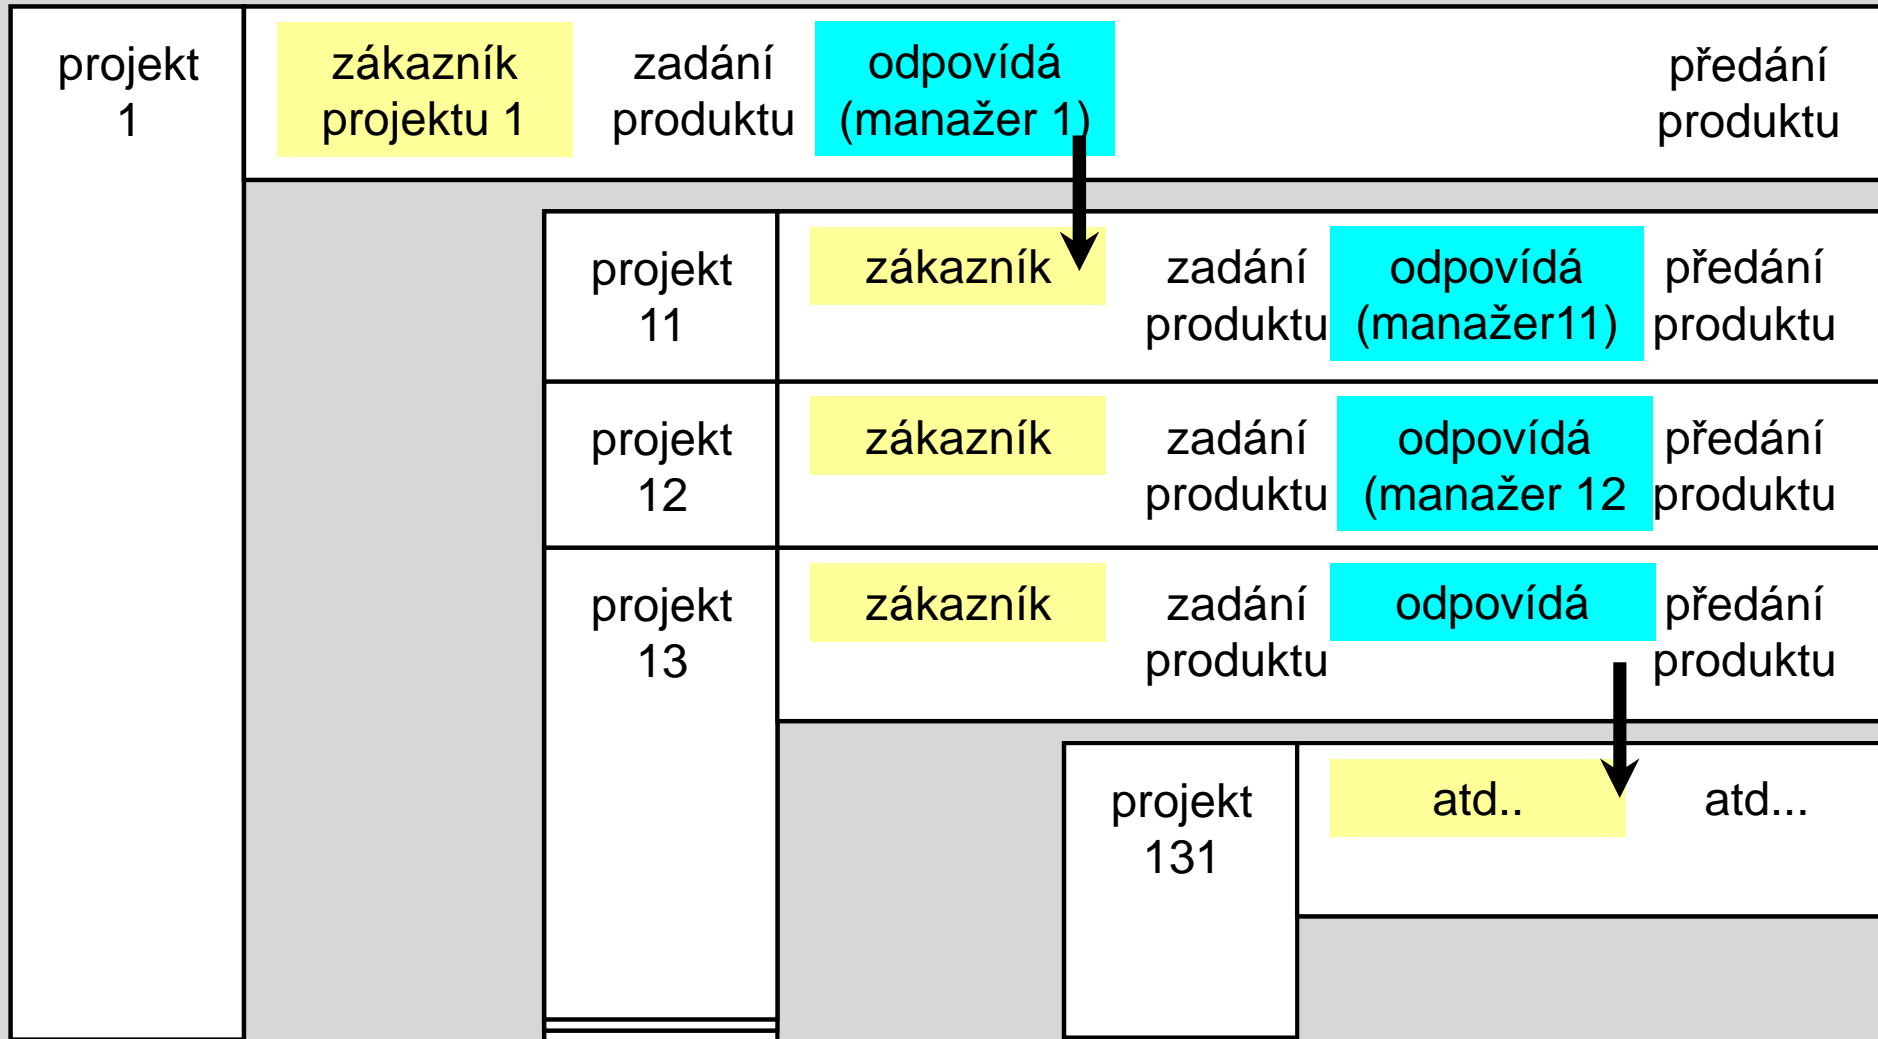 projekt
1
zákazník
projektu 1
zadání
produktu
odpovídá
(manažer 1)
předání
produktu
projekt
11
zákazník
zadání
produktu
odpovídá
(manažer11)
předání
produktu
projekt
12
zákazník
zadání
produktu
odpovídá
(manažer 12
předání
produktu
projekt
13
zákazník
zadání
produktu
odpovídá
předání
produktu
projekt
131
atd..
atd...